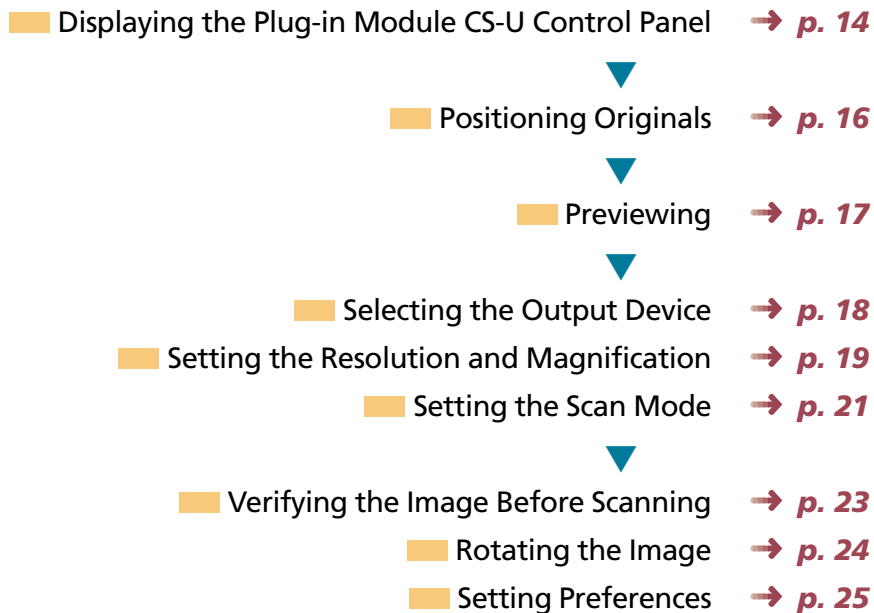 Displaying the Plug-in Module CS-U Control Panel p. 14
Positioning Originals p. 16
Previewing p. 17
Selecting the Output Device p. 18
Setting the Resolution and Magnification p. 19
Setting the Scan Mode p. 21
Verifying the Image Before Scanning p. 23
Rotating the Image p. 24
Setting Preferences p. 25